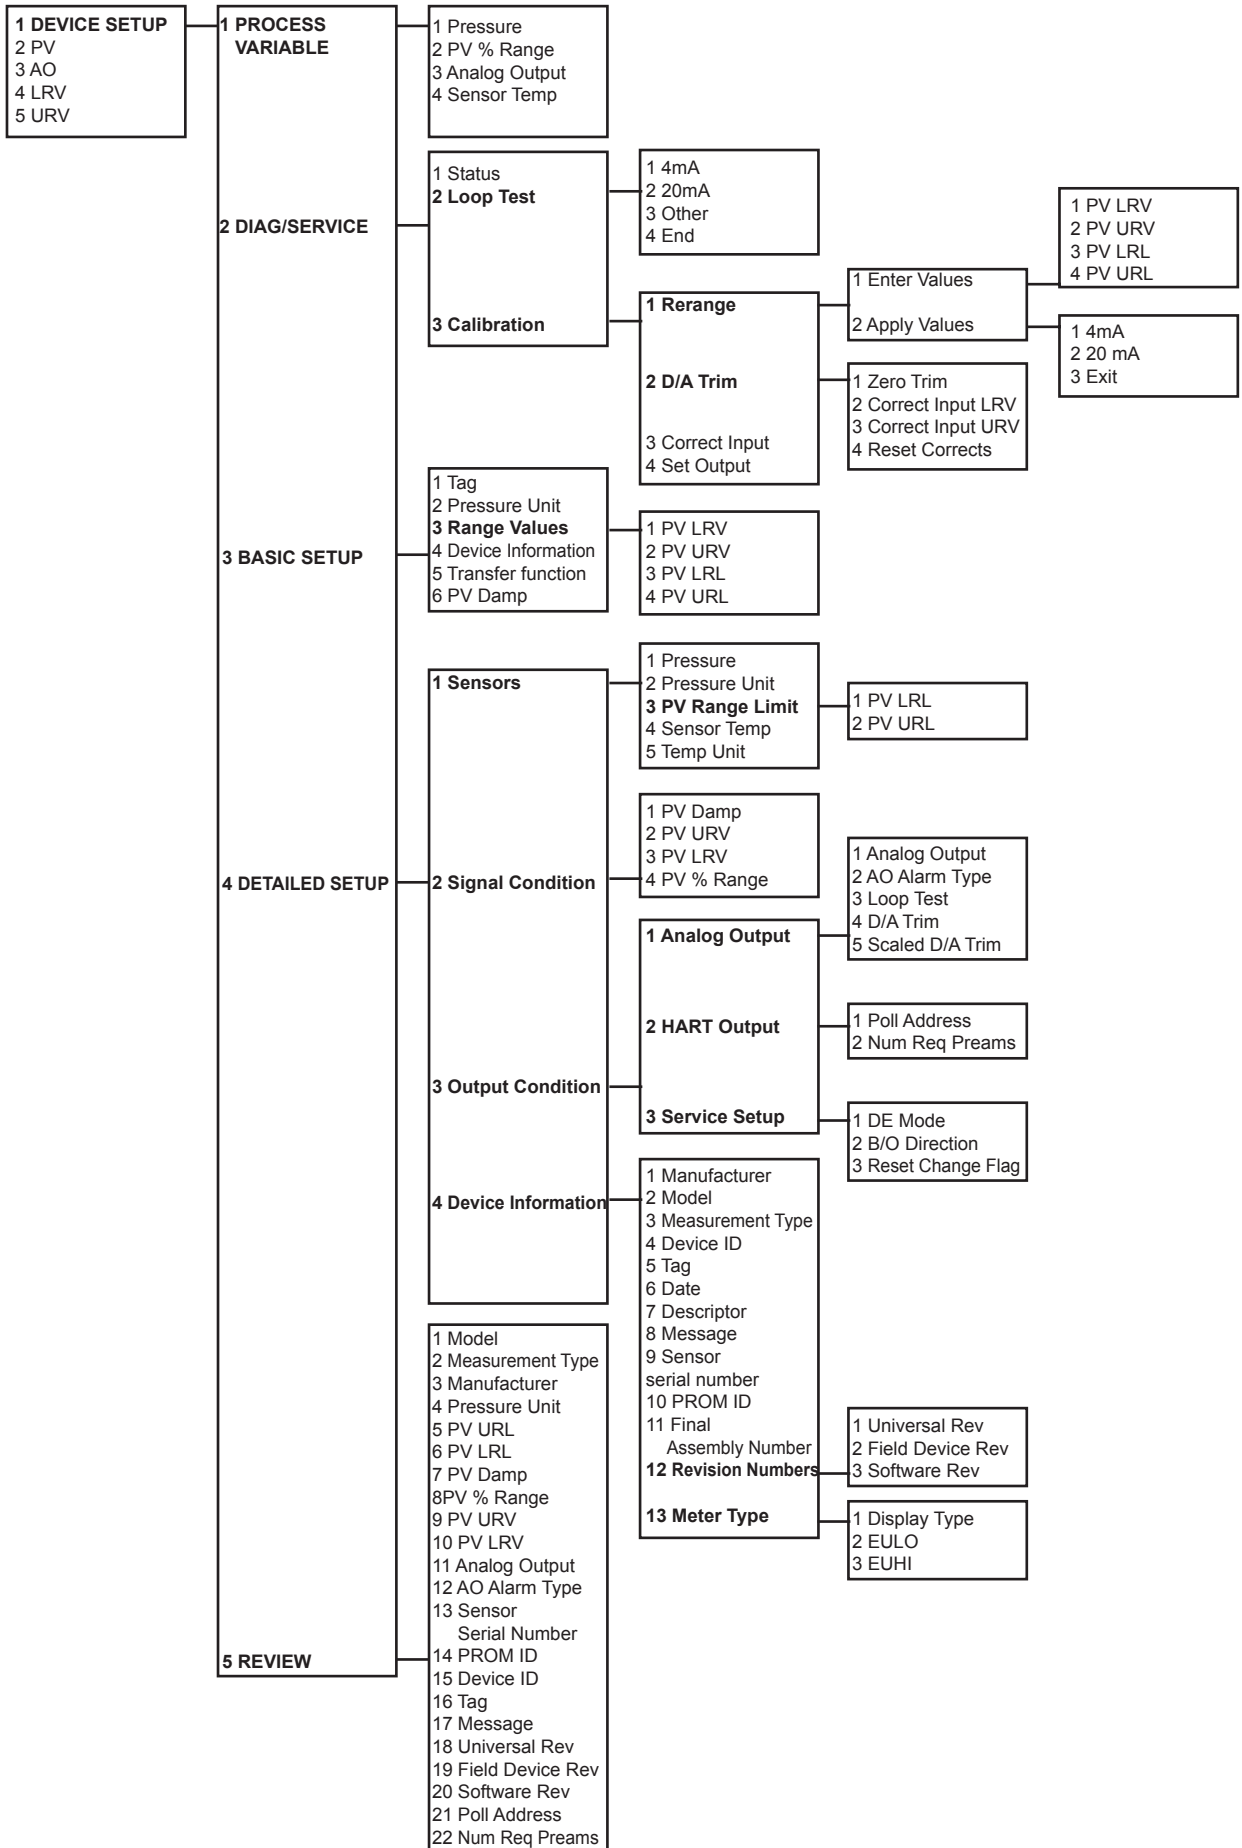 1 DEVICE SETUP
2 PV
3 AO
4 LRV
5 URV
1 PROCESS
VARIABLE
2 DIAG/SERVICE
3 BASIC SETUP
4 DETAILED SETUP
5 REVIEW
1 Pressure
2 PV % Range
3 Analog Output
4 Sensor Temp
1 Status
2 Loop Test
3 Calibration
1 4mA
2 20mA
3 Other
4 End
1 Rerange
2 D/A Trim
3 Correct Input
4 Set Output
1 Enter Values
2 Apply Values
1 PV LRV
2 PV URV
3 PV LRL
4 PV URL
1 4mA
2 20 mA
3 Exit
1 Zero Trim
2 Correct Input LRV
3 Correct Input URV
4 Reset Corrects
1 Tag
2 Pressure Unit
3 Range Values
4 Device Information
5 Transfer function
6 PV Damp
1 PV LRV
2 PV URV
3 PV LRL
4 PV URL
1 Sensors
2 Signal Condition
3 Output Condition
4 Device Information
1 Pressure
2 Pressure Unit
3 PV Range Limit
4 Sensor Temp
5 Temp Unit
1 PV LRL
2 PV URL
1 PV Damp
2 PV URV
3 PV LRV
4 PV % Range
1 Analog Output
2 HART Output
3 Service Setup
1 Analog Output
2 AO Alarm Type
3 Loop Test
4 D/A Trim
5 Scaled D/A Trim
1 Poll Address
2 Num Req Preams
1 DE Mode
2 B/O Direction
3 Reset Change Flag
1 Manufacturer
2 Model
3 Measurement Type
4 Device ID
5 Tag
6 Date
7 Descriptor
8 Message
9 Sensor
serial number
10 PROM ID
11 Final
Assembly Number
12 Revision Numbers
13 Meter Type
1 Universal Rev
2 Field Device Rev
3 Software Rev
1 Display Type
2 EULO
3 EUHI
1 Model
2 Measurement Type
3 Manufacturer
4 Pressure Unit
5 PV URL
6 PV LRL
7 PV Damp
8PV % Range
9 PV URV
10 PV LRV
11 Analog Output
12 AO Alarm Type
13 Sensor
Serial Number
14 PROM ID
15 Device ID
16 Tag
17 Message
18 Universal Rev
19 Field Device Rev
20 Software Rev
21 Poll Address
22 Num Req Preams